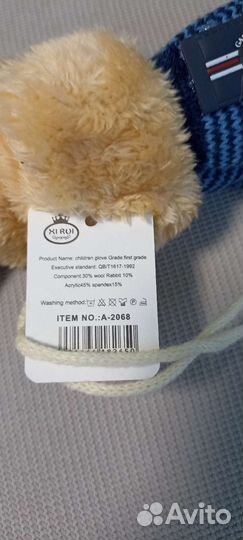 GA
XI RUI
Product Name: children glove Grade:first grade
Executive standard: QB/T1617-1992
Component:30% wool Rabbit 10%
Acrylic45% spandex15%
Washing method:
ITEM NO.:A-2068
Avito